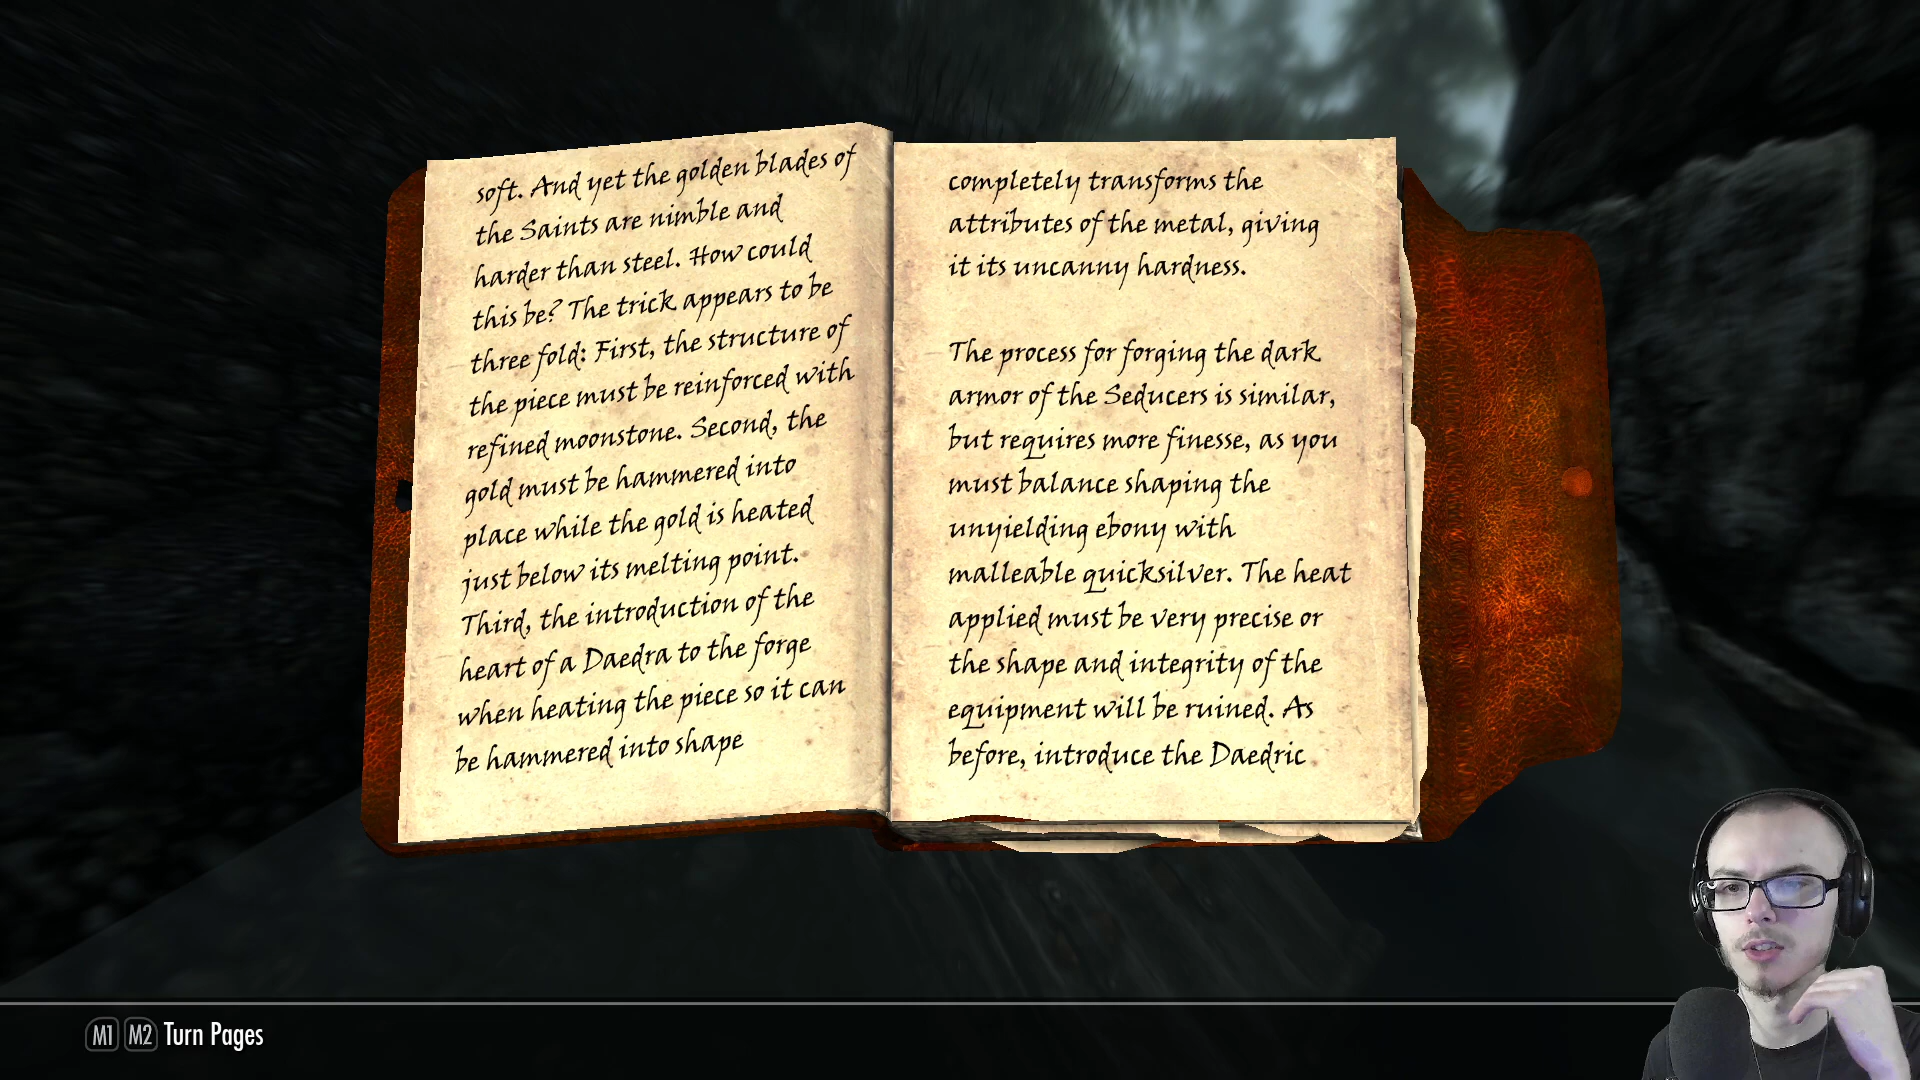 soft. And yet the golden blades of
the Saints are nimble and
harder than steel. How could
this be? The trick appears to be
three fold: First, the structure of
the piece must be reinforced with
refined moonstone. Second, the
gold must be hammered into
place while the gold is heated
just below its melting point.
Third, the introduction of the
heart of a Daedra to the forge
when heating the piece so it can
be hammered into shape
completely transforms the
attributes of the metal, giving
it its uncanny hardness.
The process for forging the dark
armor of the Seducers is similar,
but requires more finesse, as you
must balance shaping the
unyielding ebony with
malleable quicksilver. The heat
applied must be very precise or
the shape and integrity of the
equipment will be ruined. As
before, introduce the Daedric
M1 M2 Turn Pages